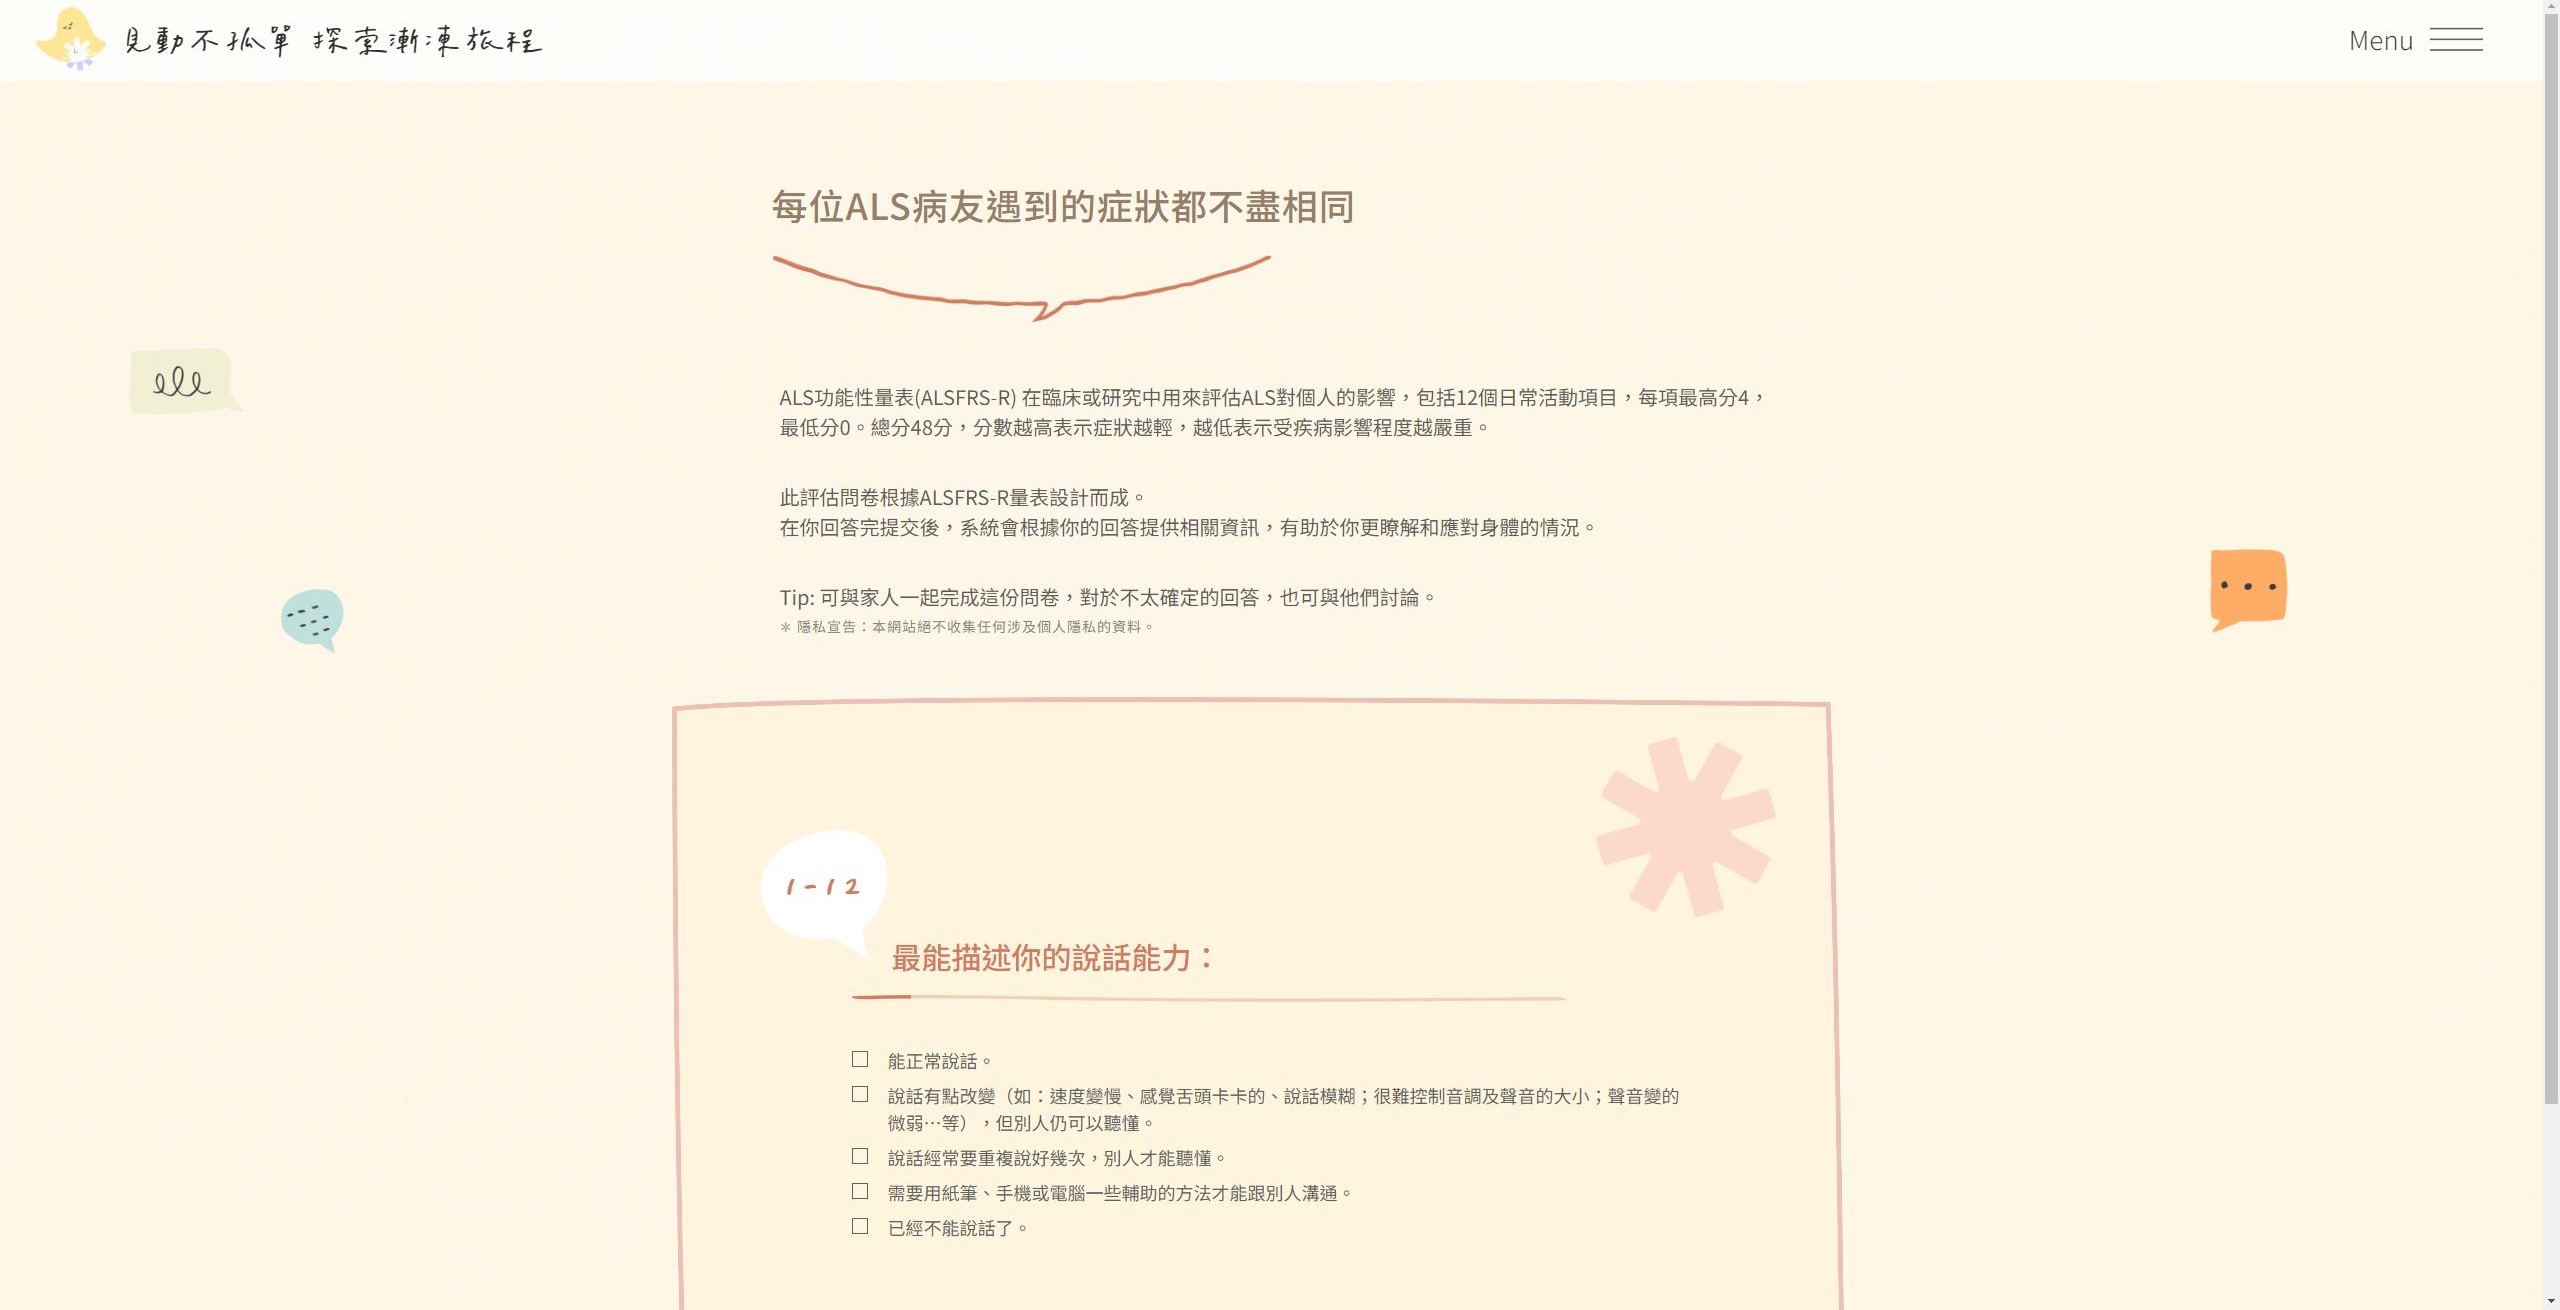 見動不孤單 探索漸凍旅程
Menu
每位ALS病友遇到的症狀都不盡相同
ALS功能性量表(ALSFRS-R) 在臨床或研究中用來評估ALS對個人的影響，包括12個日常活動項目，每項最高分4，
最低分0。總分48分，分數越高表示症狀越輕，越低表示受疾病影響程度越嚴重。
此評估問卷根據ALSFRS-R量表設計而成。
在你回答完提交後，系統會根據你的回答提供相關資訊，有助於你更瞭解和應對身體的情況。
Tip: 可與家人一起完成這份問卷，對於不太確定的回答，也可與他們討論。
＊ 隱私宣告：本網站絕不收集任何涉及個人隱私的資料。
1-12
最能描述你的說話能力：
能正常說話。
說話有點改變（如：速度變慢、感覺舌頭卡卡的、說話模糊；很難控制音調及聲音的大小；聲音變的
微弱…等），但別人仍可以聽懂。
說話經常要重複說好幾次，別人才能聽懂。
需要用紙筆、手機或電腦一些輔助的方法才能跟別人溝通。
已經不能說話了。